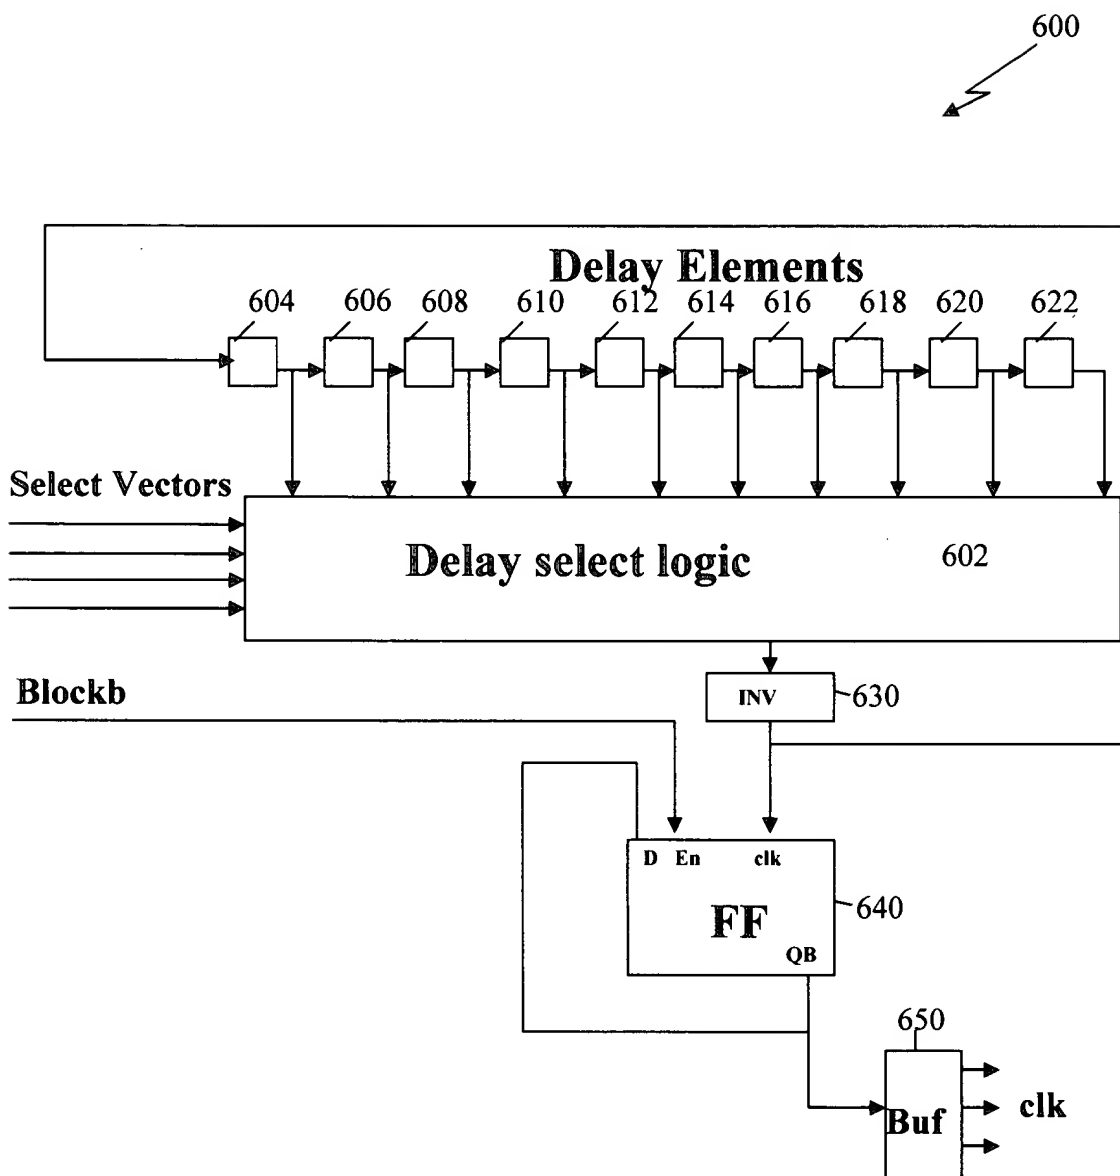 600
Delay Elements
604 606 608 610 612 614 616 618 620 622
Select Vectors
Delay select logic 602
Blockb
INV 630
D En clk
FF 640
QB
650
Buf clk